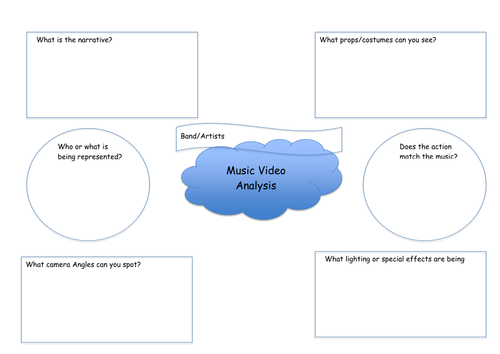 What is the narrative?
What props/costumes can you see?
Band/Artists
Who or what is
being represented?
Does the action
match the music?
Music Video
Analysis
What camera Angles can you spot?
What lighting or special effects are being